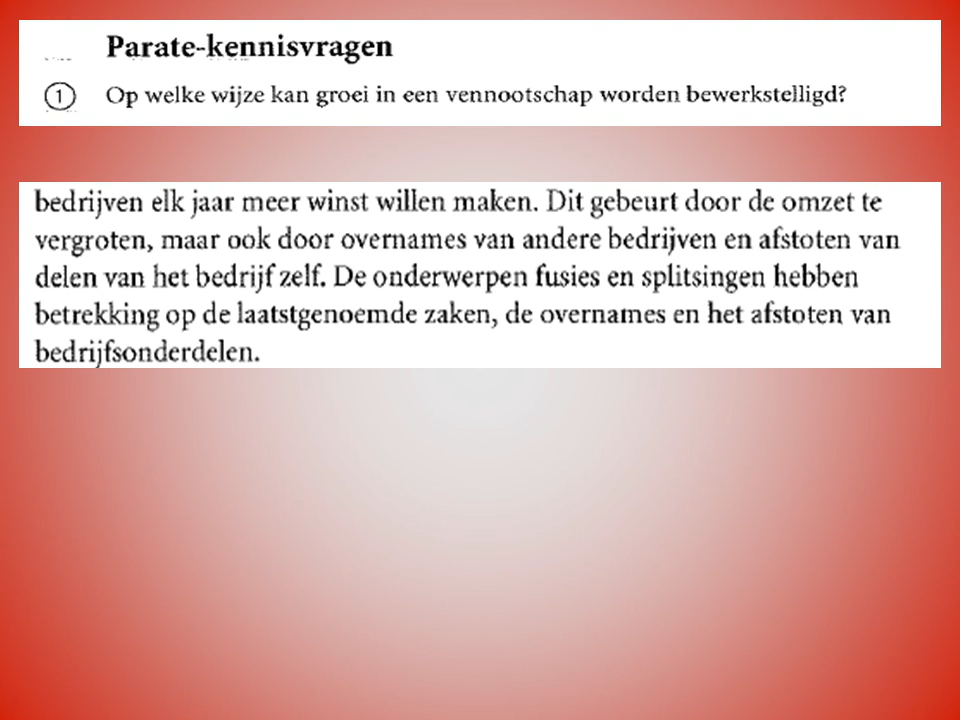 Parate-kennisvragen
1 Op welke wijze kan groei in een vennootschap worden bewerkstelligd?
bedrijven elk jaar meer winst willen maken. Dit gebeurt door de omzet te
vergroten, maar ook door overnames van andere bedrijven en afstoten van
delen van het bedrijf zelf. De onderwerpen fusies en splitsingen hebben
betrekking op de laatstgenoemde zaken, de overnames en het afstoten van
bedrijfsonderdelen.